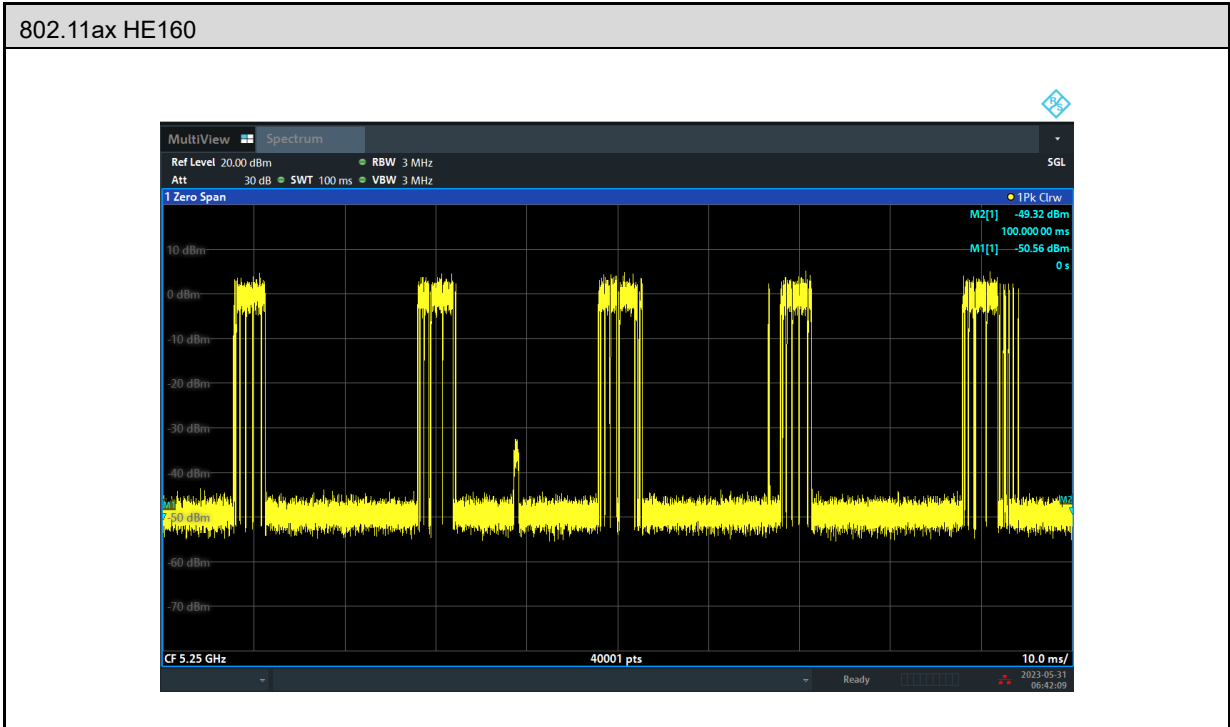 802.11ax HE160
R&S
MultiView Spectrum
Ref Level 20.00 dBm RBW 3 MHz SGL
Att 30 dB SWT 100 ms VBW 3 MHz
1 Zero Span 1Pk Clrw
M2[1] -49.32 dBm
100.000 00 ms
10 dBm M1[1] -50.56 dBm
0 s
0 dBm
-10 dBm
-20 dBm
-30 dBm
-40 dBm
M1 M2
-50 dBm
-60 dBm
-70 dBm
CF 5.25 GHz 40001 pts 10.0 ms/
Ready 2023-05-31
06:42:09